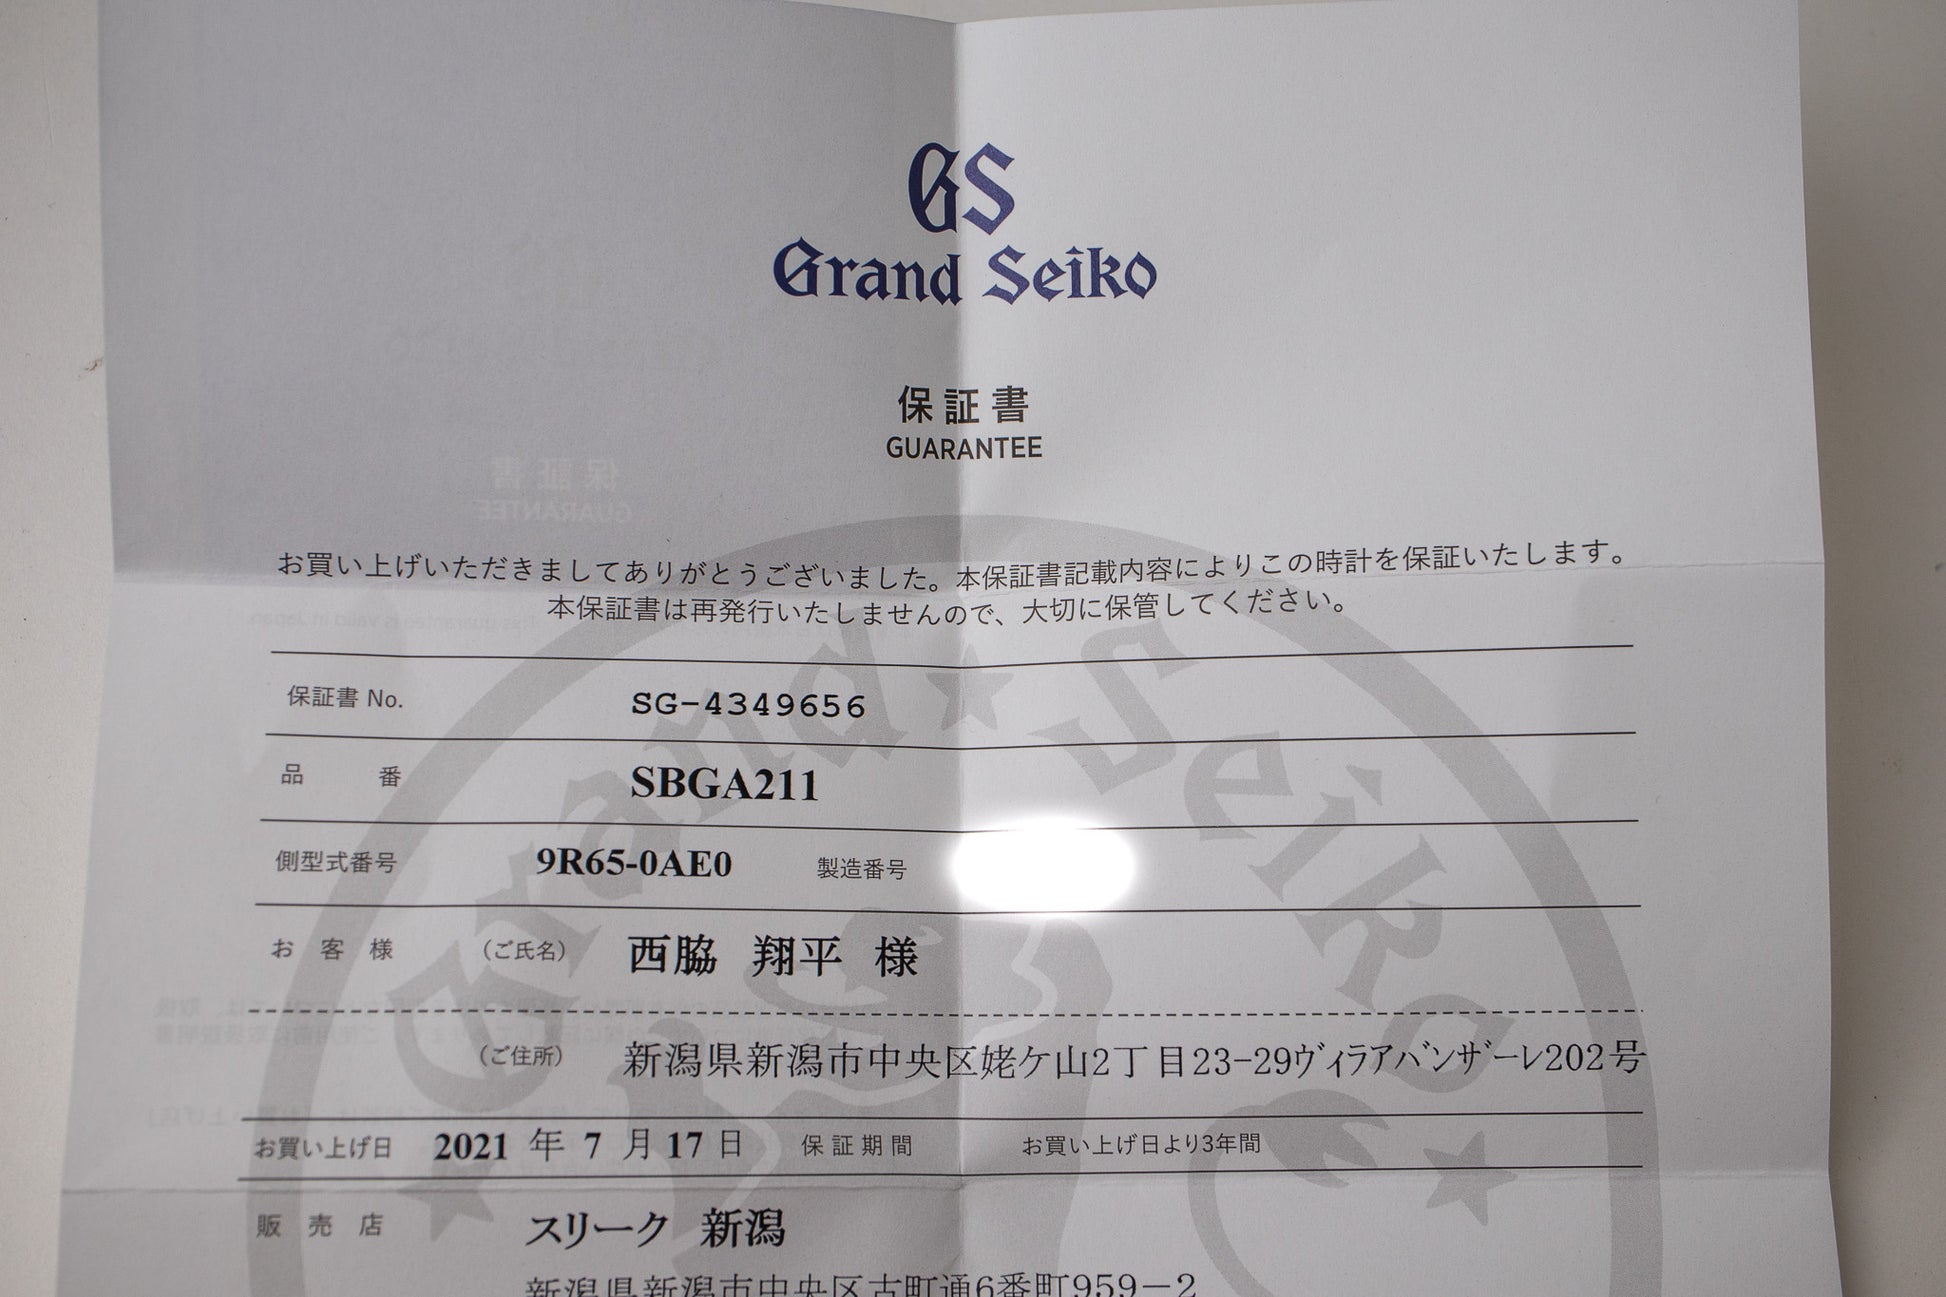 GS
Grand Seiko
保証書
GUARANTEE
お買い上げいただきましてありがとうございました。本保証書記載内容によりこの時計を保証いたします。
本保証書は再発行いたしませんので、大切に保管してください。
保証書 No. SG-4349656
品 番 SBGA211
側型式番号 9R65-0AE0 製造番号
お 客 様 (ご氏名) 西脇 翔平 様
(ご住所) 新潟県新潟市中央区姥ケ山2丁目23-29ヴィラアバンザーレ202号
お買い上げ日 2021 年 7 月 17 日 保証期間 お買い上げ日より3年間
販 売 店 スリーク 新潟
新潟県新潟市中央区古町通6番町959-2